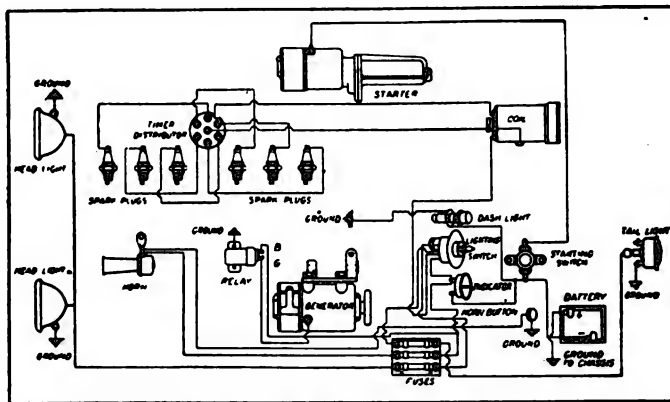 GROUND
STARTER
TIMER
DISTRIBUTOR
COIL
HEAD LIGHT
SPARK PLUGS
SPARK PLUGS
GROUND
DASH LIGHT
TAIL LIGHT
GROUND
B
G
LIGHTING
SWITCH
STARTING
SWITCH
HEAD LIGHT
HORN
RELAY
GENERATOR
INDICATOR
GROUND
HORN BUTTON
BATTERY
GROUND
GROUND
GROUND
TO CHASSIS
FUSES